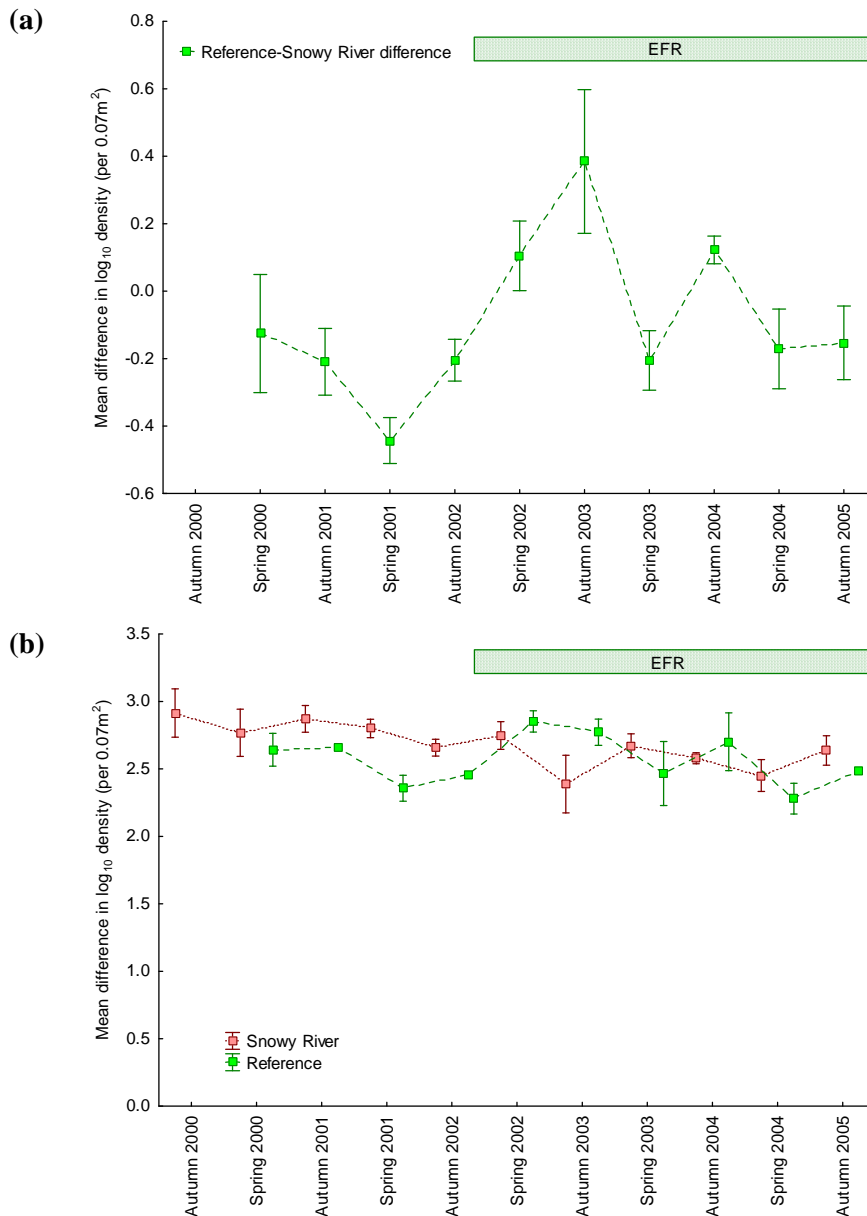 (a)
Mean difference in log10 density (per 0.07m2)
0.8
0.6
0.4
0.2
0.0
-0.2
-0.4
-0.6
Reference-Snowy River difference
EFR
Autumn 2000
Spring 2000
Autumn 2001
Spring 2001
Autumn 2002
Spring 2002
Autumn 2003
Spring 2003
Autumn 2004
Spring 2004
Autumn 2005
(b)
Mean difference in log10 density (per 0.07m2)
3.5
3.0
2.5
2.0
1.5
1.0
0.5
0.0
EFR
Snowy River
Reference
Autumn 2000
Spring 2000
Autumn 2001
Spring 2001
Autumn 2002
Spring 2002
Autumn 2003
Spring 2003
Autumn 2004
Spring 2004
Autumn 2005